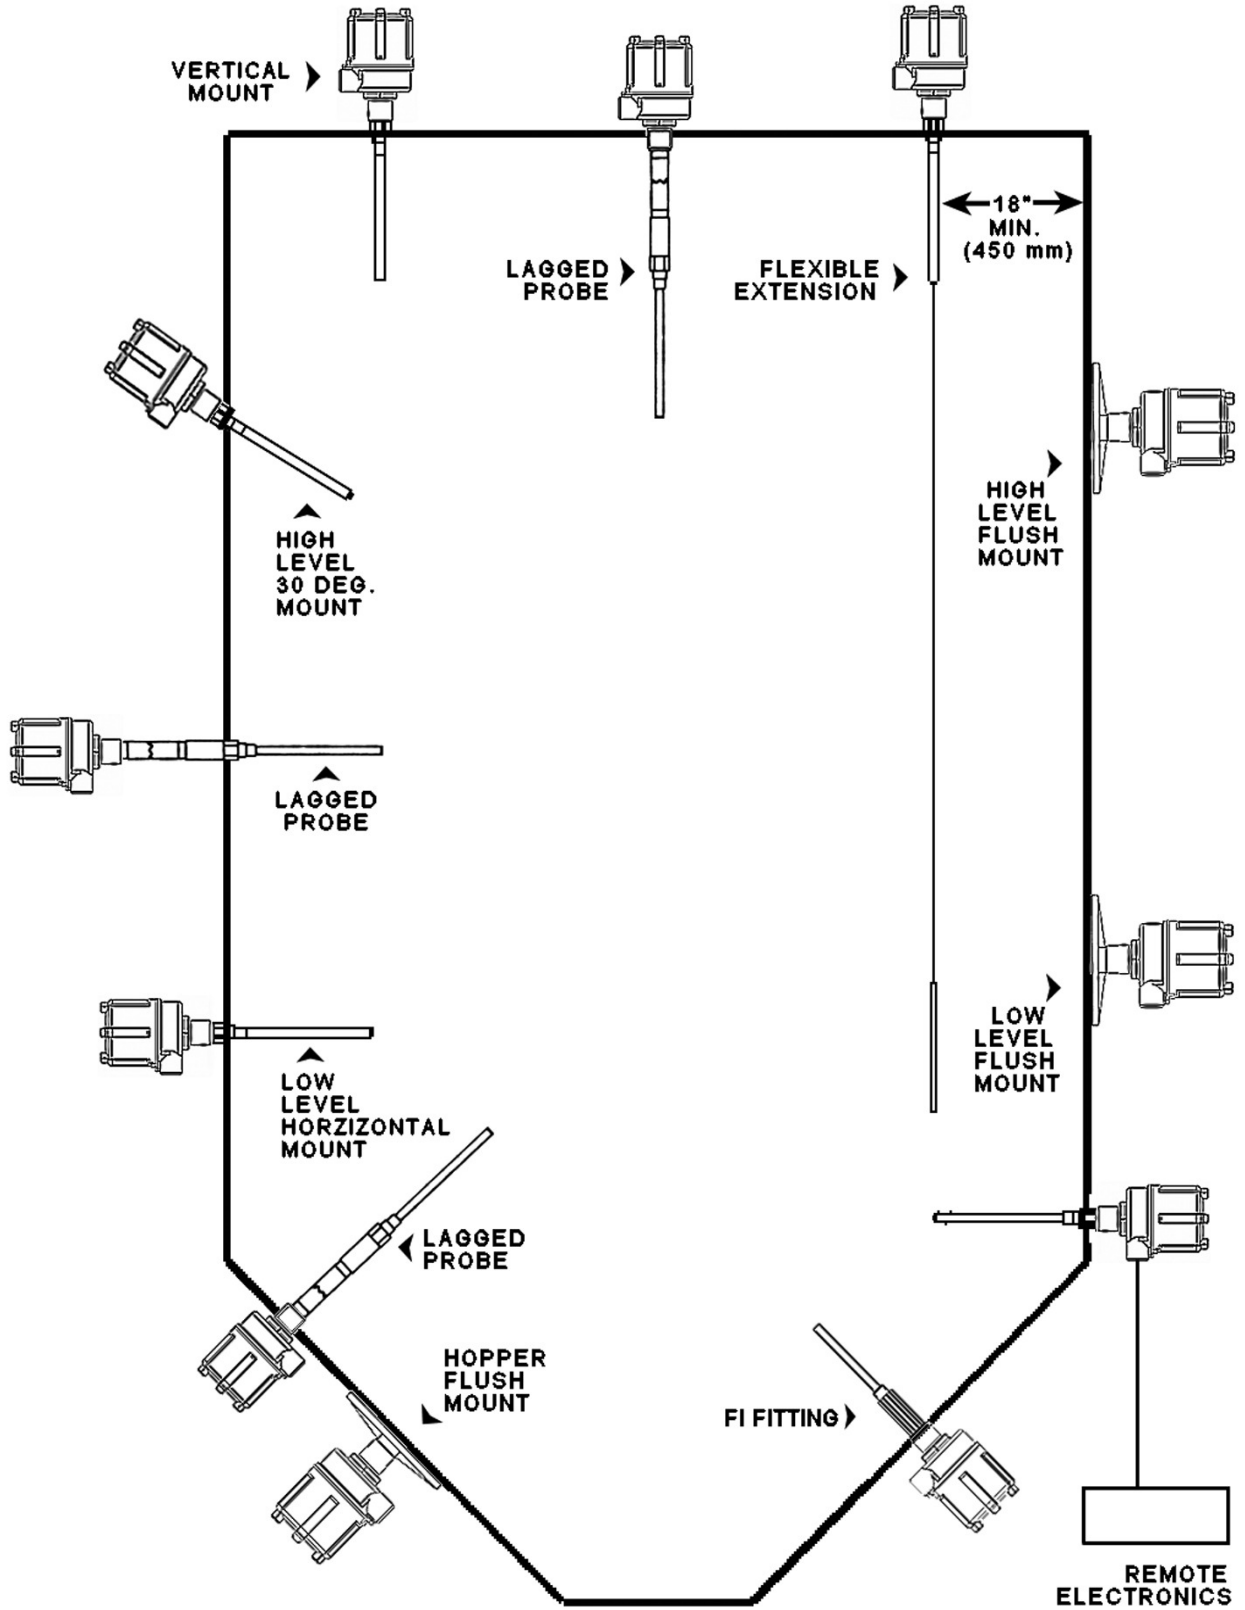 VERTICAL
MOUNT
18"
MIN.
(450 mm)
LAGGED
PROBE
FLEXIBLE
EXTENSION
HIGH
LEVEL
30 DEG.
MOUNT
HIGH
LEVEL
FLUSH
MOUNT
LAGGED
PROBE
LOW
LEVEL
FLUSH
MOUNT
LOW
LEVEL
HORZIZONTAL
MOUNT
LAGGED
PROBE
HOPPER
FLUSH
MOUNT
FI FITTING
REMOTE
ELECTRONICS